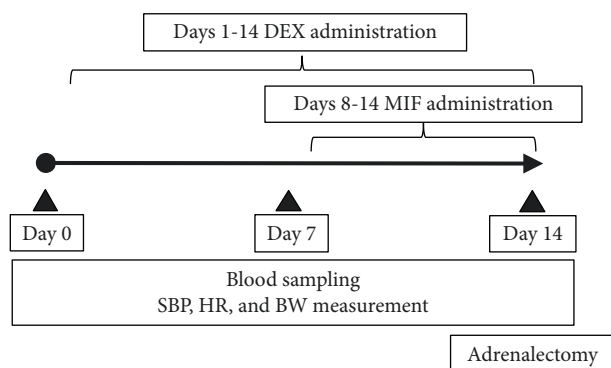 Days 1-14 DEX administration
Days 8-14 MIF administration
Day 0
Day 7
Day 14
Blood sampling
SBP, HR, and BW measurement
Adrenalectomy